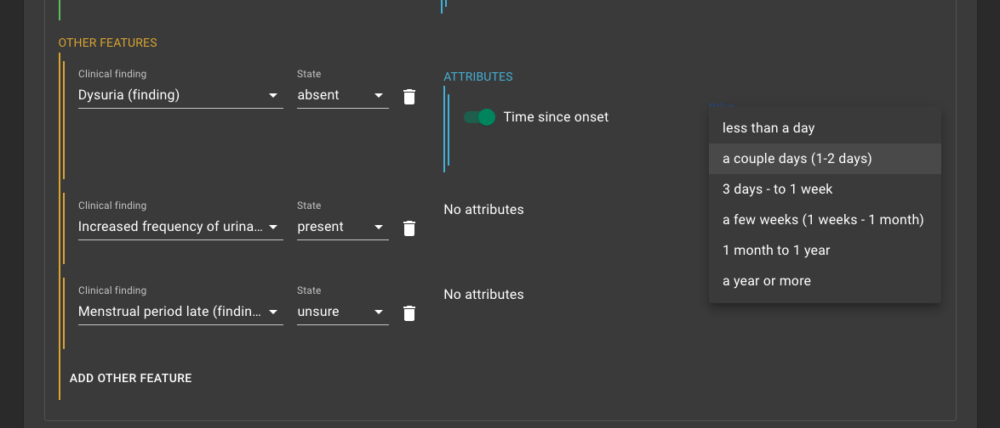 OTHER FEATURES
Clinical finding
State
Dysuria (finding)
absent
ATTRIBUTES
Time since onset
less than a day
a couple days (1-2 days)
3 days - to 1 week
a few weeks (1 weeks - 1 month)
1 month to 1 year
a year or more
Clinical finding
State
Increased frequency of urina...
present
No attributes
Clinical finding
State
Menstrual period late (findin...
unsure
No attributes
ADD OTHER FEATURE